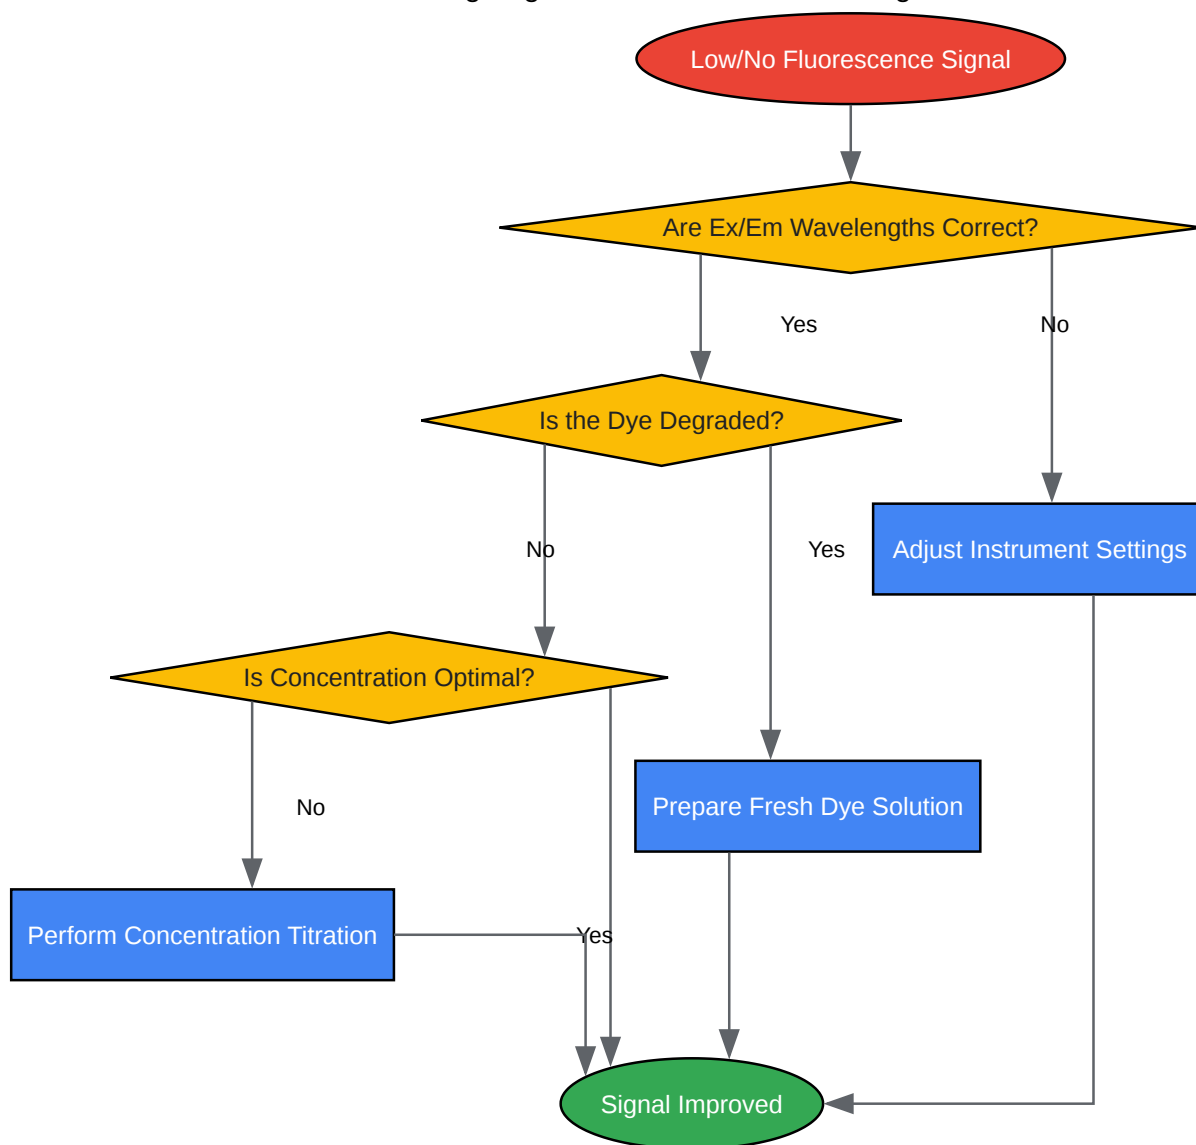 Low/No Fluorescence Signal
Are Ex/Em Wavelengths Correct?
Yes
No
Is the Dye Degraded?
No
Yes
Adjust Instrument Settings
Is Concentration Optimal?
No
Prepare Fresh Dye Solution
Perform Concentration Titration
Yes
Signal Improved